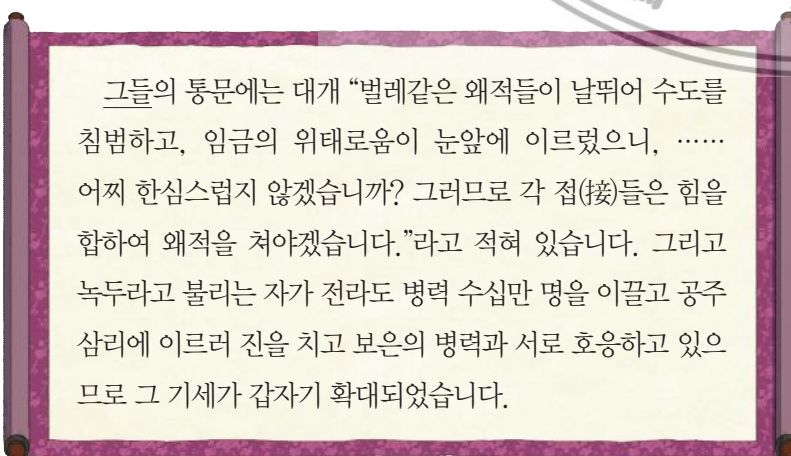 그들의 통문에는 대개 “벌레같은 왜적들이 날뛰어 수도를
침범하고, 임금의 위태로움이 눈앞에 이르렀으니, ……
어찌 한심스럽지 않겠습니까? 그러므로 각 접(接)들은 힘을
합하여 왜적을 쳐야겠습니다.”라고 적혀 있습니다. 그리고
녹두라고 불리는 자가 전라도 병력 수십만 명을 이끌고 공주
삼리에 이르러 진을 치고 보은의 병력과 서로 호응하고 있으
므로 그 기세가 갑자기 확대되었습니다.